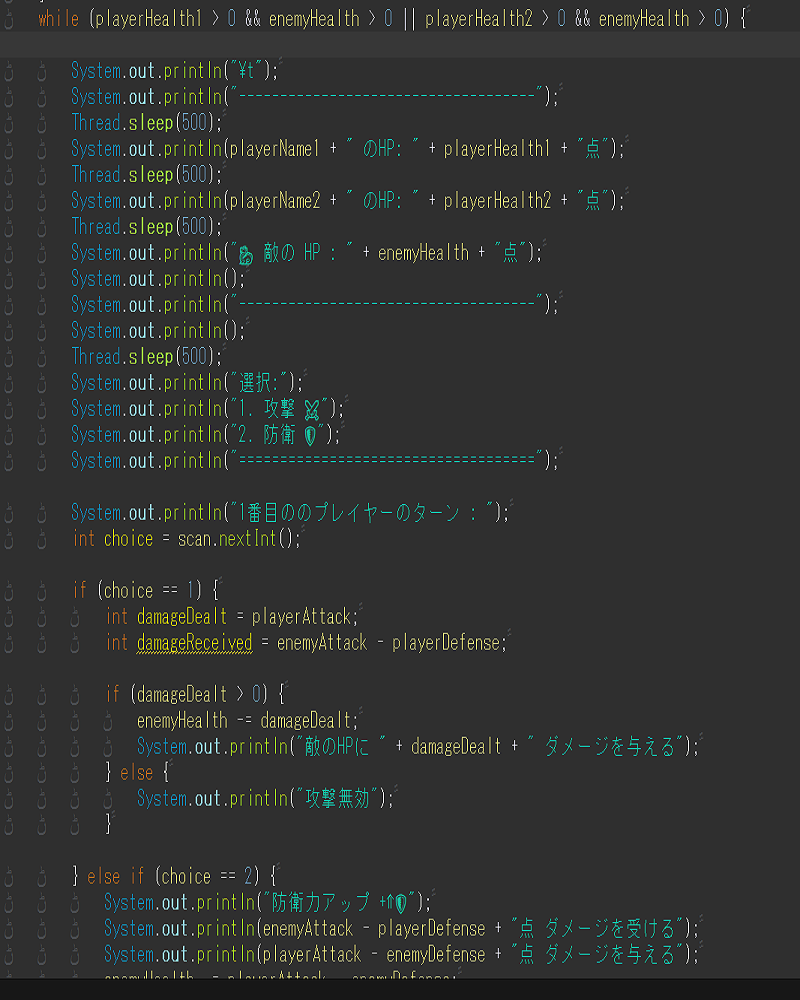 while (playerHealth1 > 0 && enemyHealth > 0 || playerHealth2 > 0 && enemyHealth > 0) {
System.out.println("¥t");
System.out.println("------------------------------------");
Thread.sleep(500);
System.out.println(playerName1 + " のHP: " + playerHealth1 + "点");
Thread.sleep(500);
System.out.println(playerName2 + " のHP: " + playerHealth2 + "点");
Thread.sleep(500);
System.out.println("🐉 敵の HP : " + enemyHealth + "点");
System.out.println();
System.out.println("------------------------------------");
System.out.println();
Thread.sleep(500);
System.out.println("選択:");
System.out.println("1. 攻撃 ⚔");
System.out.println("2. 防衛 🛡");
System.out.println("====================================");
System.out.println("1番目ののプレイヤーのターン : ");
int choice = scan.nextInt();
if (choice == 1) {
int damageDealt = playerAttack;
int damageReceived = enemyAttack - playerDefense;
if (damageDealt > 0) {
enemyHealth -= damageDealt;
System.out.println("敵のHPに " + damageDealt + " ダメージを与える");
} else {
System.out.println("攻撃無効");
}
} else if (choice == 2) {
System.out.println("防衛力アップ +↑🛡");
System.out.println(enemyAttack - playerDefense + "点 ダメージを受ける");
System.out.println(playerAttack - enemyDefense + "点 ダメージを与える");